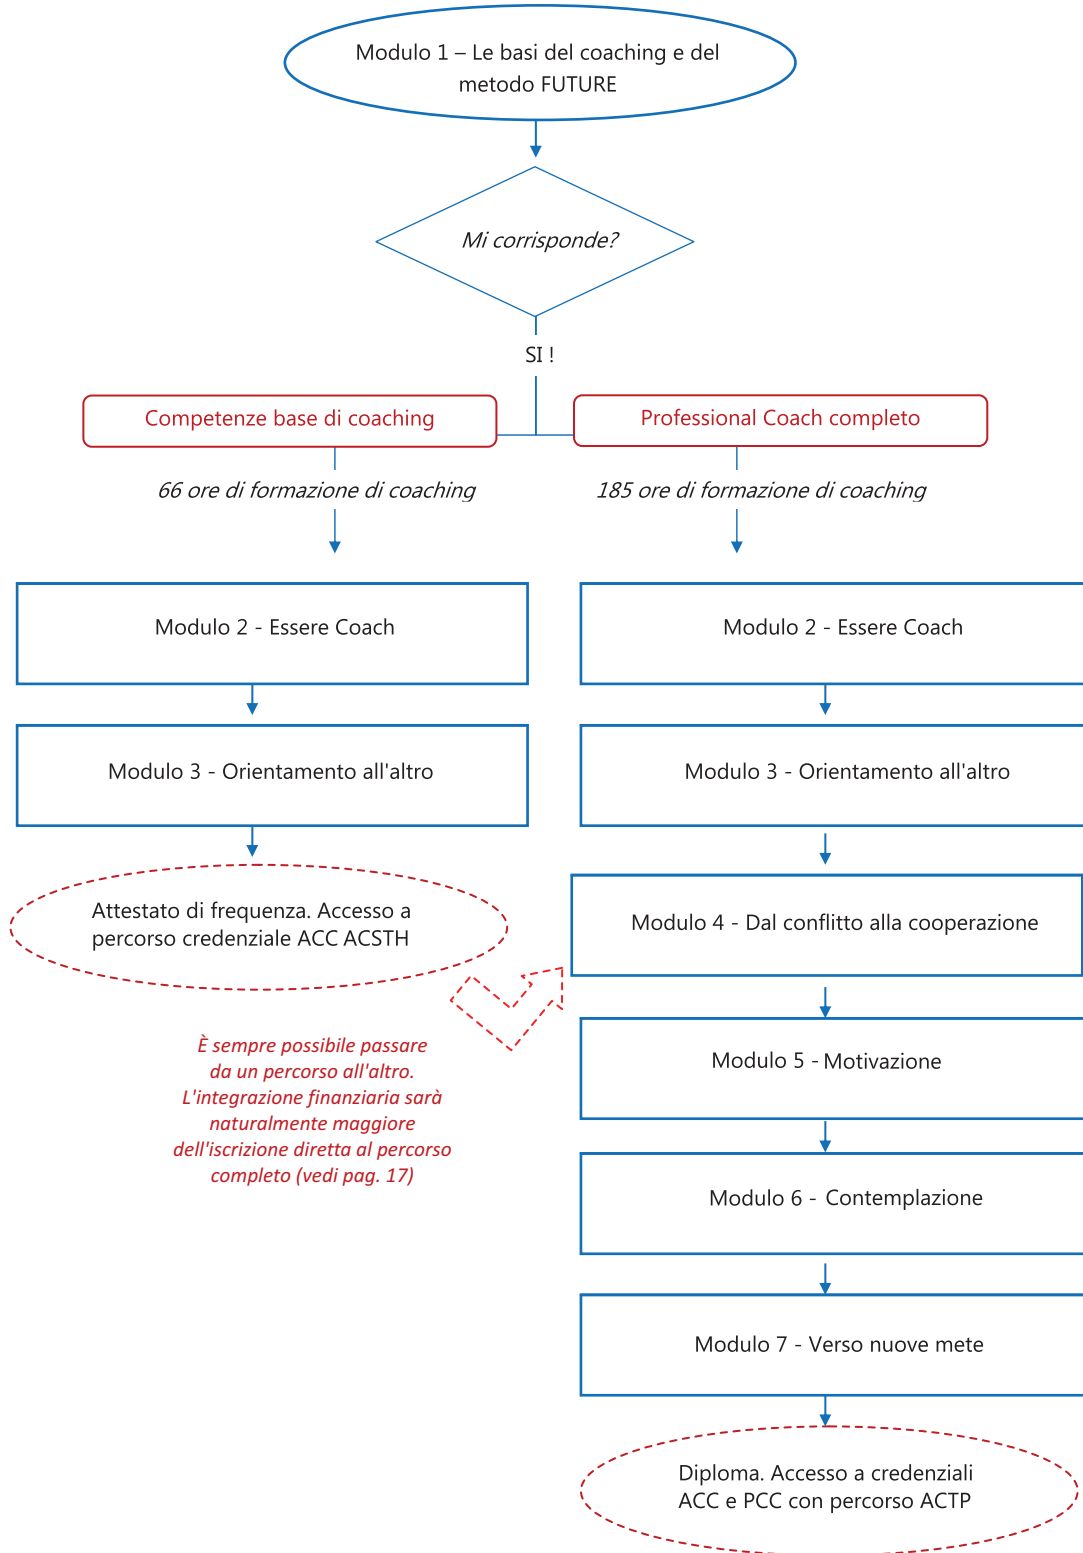 Modulo 1 – Le basi del coaching e del
metodo FUTURE
Mi corrisponde?
SI !
Competenze base di coaching
Professional Coach completo
66 ore di formazione di coaching
185 ore di formazione di coaching
Modulo 2 - Essere Coach
Modulo 2 - Essere Coach
Modulo 3 - Orientamento all'altro
Modulo 3 - Orientamento all'altro
Attestato di frequenza. Accesso a
percorso credenziale ACC ACSTH
Modulo 4 - Dal conflitto alla cooperazione
È sempre possibile passare
da un percorso all'altro.
L'integrazione finanziaria sarà
naturalmente maggiore
dell'iscrizione diretta al percorso
completo (vedi pag. 17)
Modulo 5 - Motivazione
Modulo 6 - Contemplazione
Modulo 7 - Verso nuove mete
Diploma. Accesso a credenziali
ACC e PCC con percorso ACTP